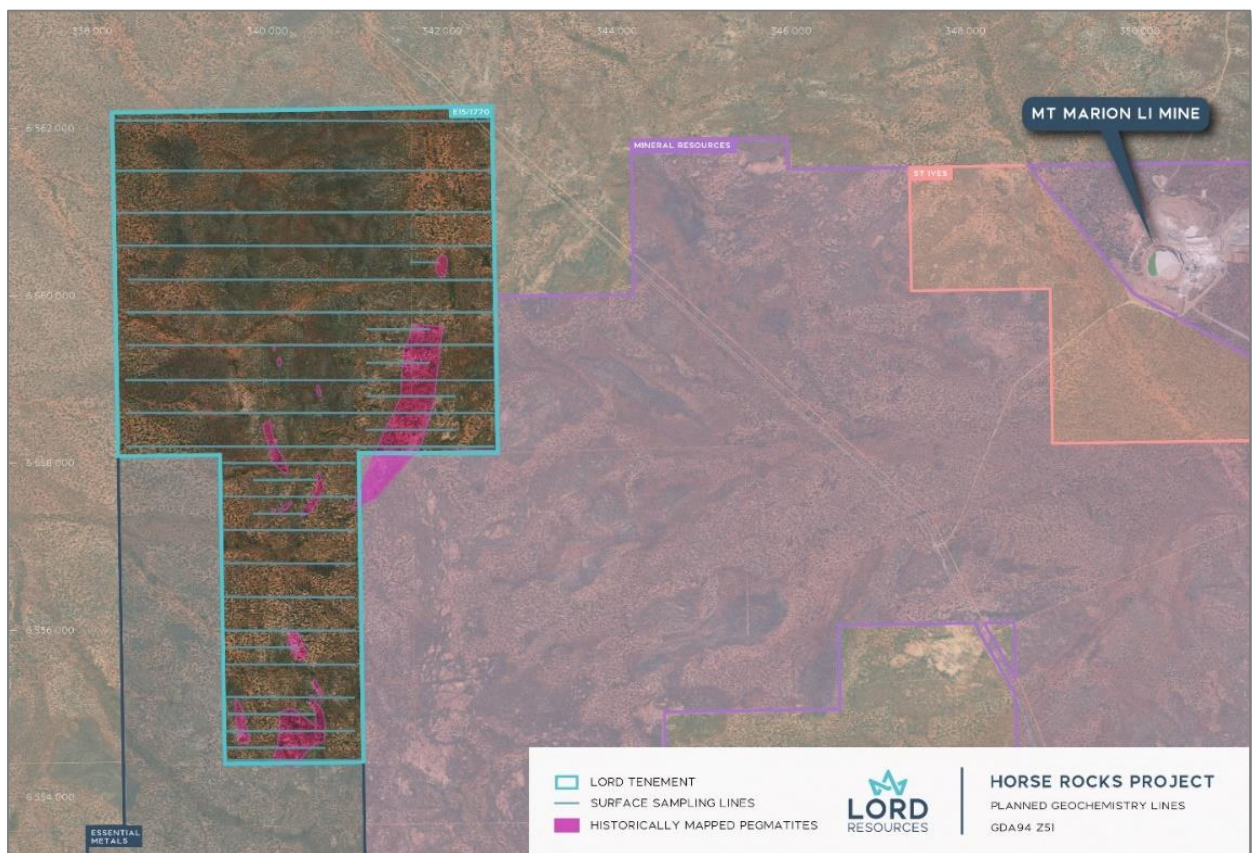 338 000
340 000
342 000
344 000
346 000
348 000
350 000
E15/1770
6 562 000
MT MARION LI MINE
MINERAL RESOURCES
ST IVES
6 560 000
6 558 000
6 556 000
6 554 000
ESSENTIAL
METALS
LORD TENEMENT
SURFACE SAMPLING LINES
HISTORICALLY MAPPED PEGMATITES
LORD
RESOURCES
HORSE ROCKS PROJECT
PLANNED GEOCHEMISTRY LINES
GDA94 Z51